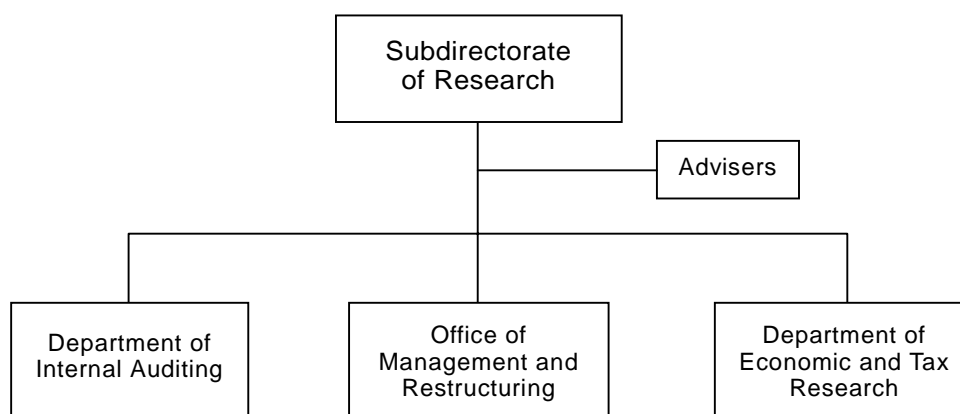 Subdirectorate
of Research
Advisers
Department of
Internal Auditing
Office of
Management and
Restructuring
Department of
Economic and Tax
Research